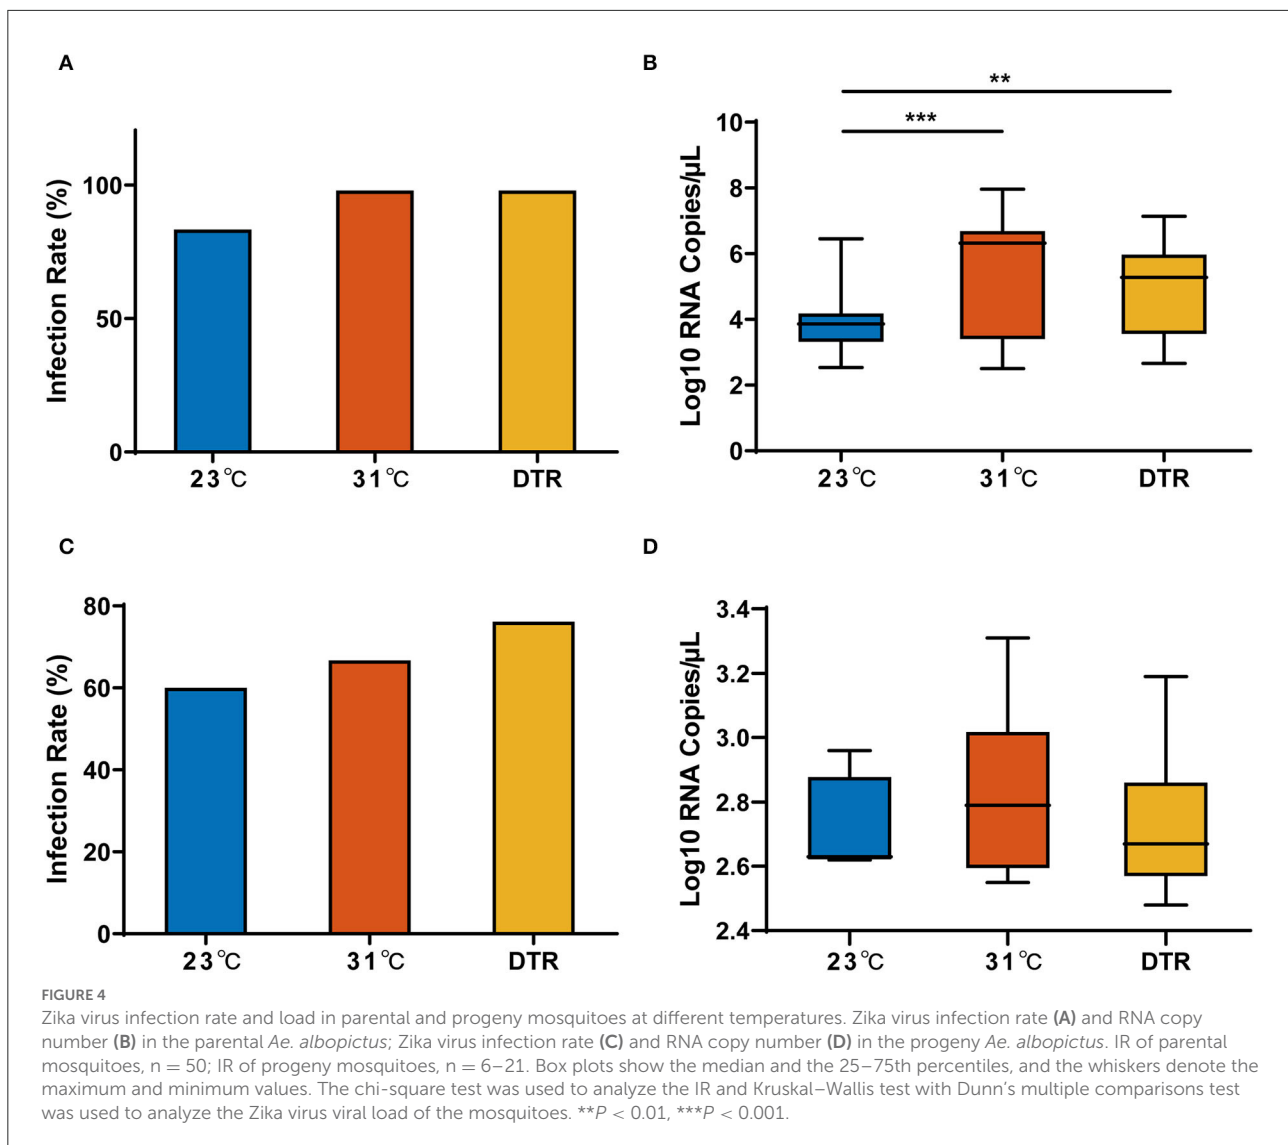 A
Infection Rate (%)
100
50
0
23℃
31℃
DTR
B
Log10 RNA Copies/µL
**
***
10
8
6
4
2
0
23℃
31℃
DTR
C
Infection Rate (%)
80
60
40
20
0
23℃
31℃
DTR
D
Log10 RNA Copies/µL
3.4
3.2
3.0
2.8
2.6
2.4
23℃
31℃
DTR
FIGURE 4
Zika virus infection rate and load in parental and progeny mosquitoes at different temperatures. Zika virus infection rate (A) and RNA copy
number (B) in the parental Ae. albopictus; Zika virus infection rate (C) and RNA copy number (D) in the progeny Ae. albopictus. IR of parental
mosquitoes, n = 50; IR of progeny mosquitoes, n = 6–21. Box plots show the median and the 25–75th percentiles, and the whiskers denote the
maximum and minimum values. The chi-square test was used to analyze the IR and Kruskal–Wallis test with Dunn's multiple comparisons test
was used to analyze the Zika virus viral load of the mosquitoes. **P < 0.01, ***P < 0.001.